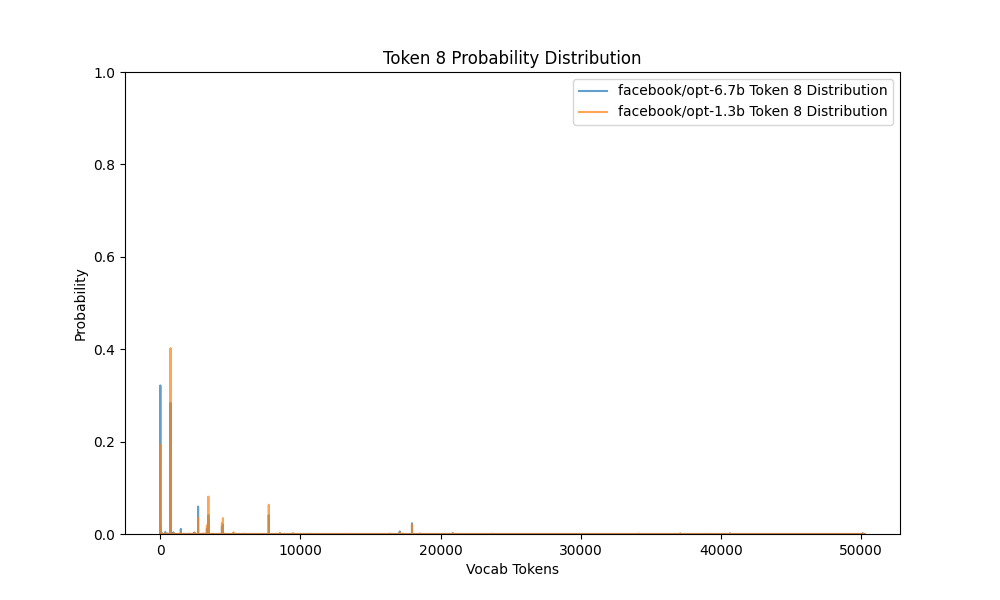 Token 8 Probability Distribution
facebook/opt-6.7b Token 8 Distribution
facebook/opt-1.3b Token 8 Distribution
1.0
0.8
0.6
0.4
0.2
0.0
Probability
0
10000
20000
30000
40000
50000
Vocab Tokens